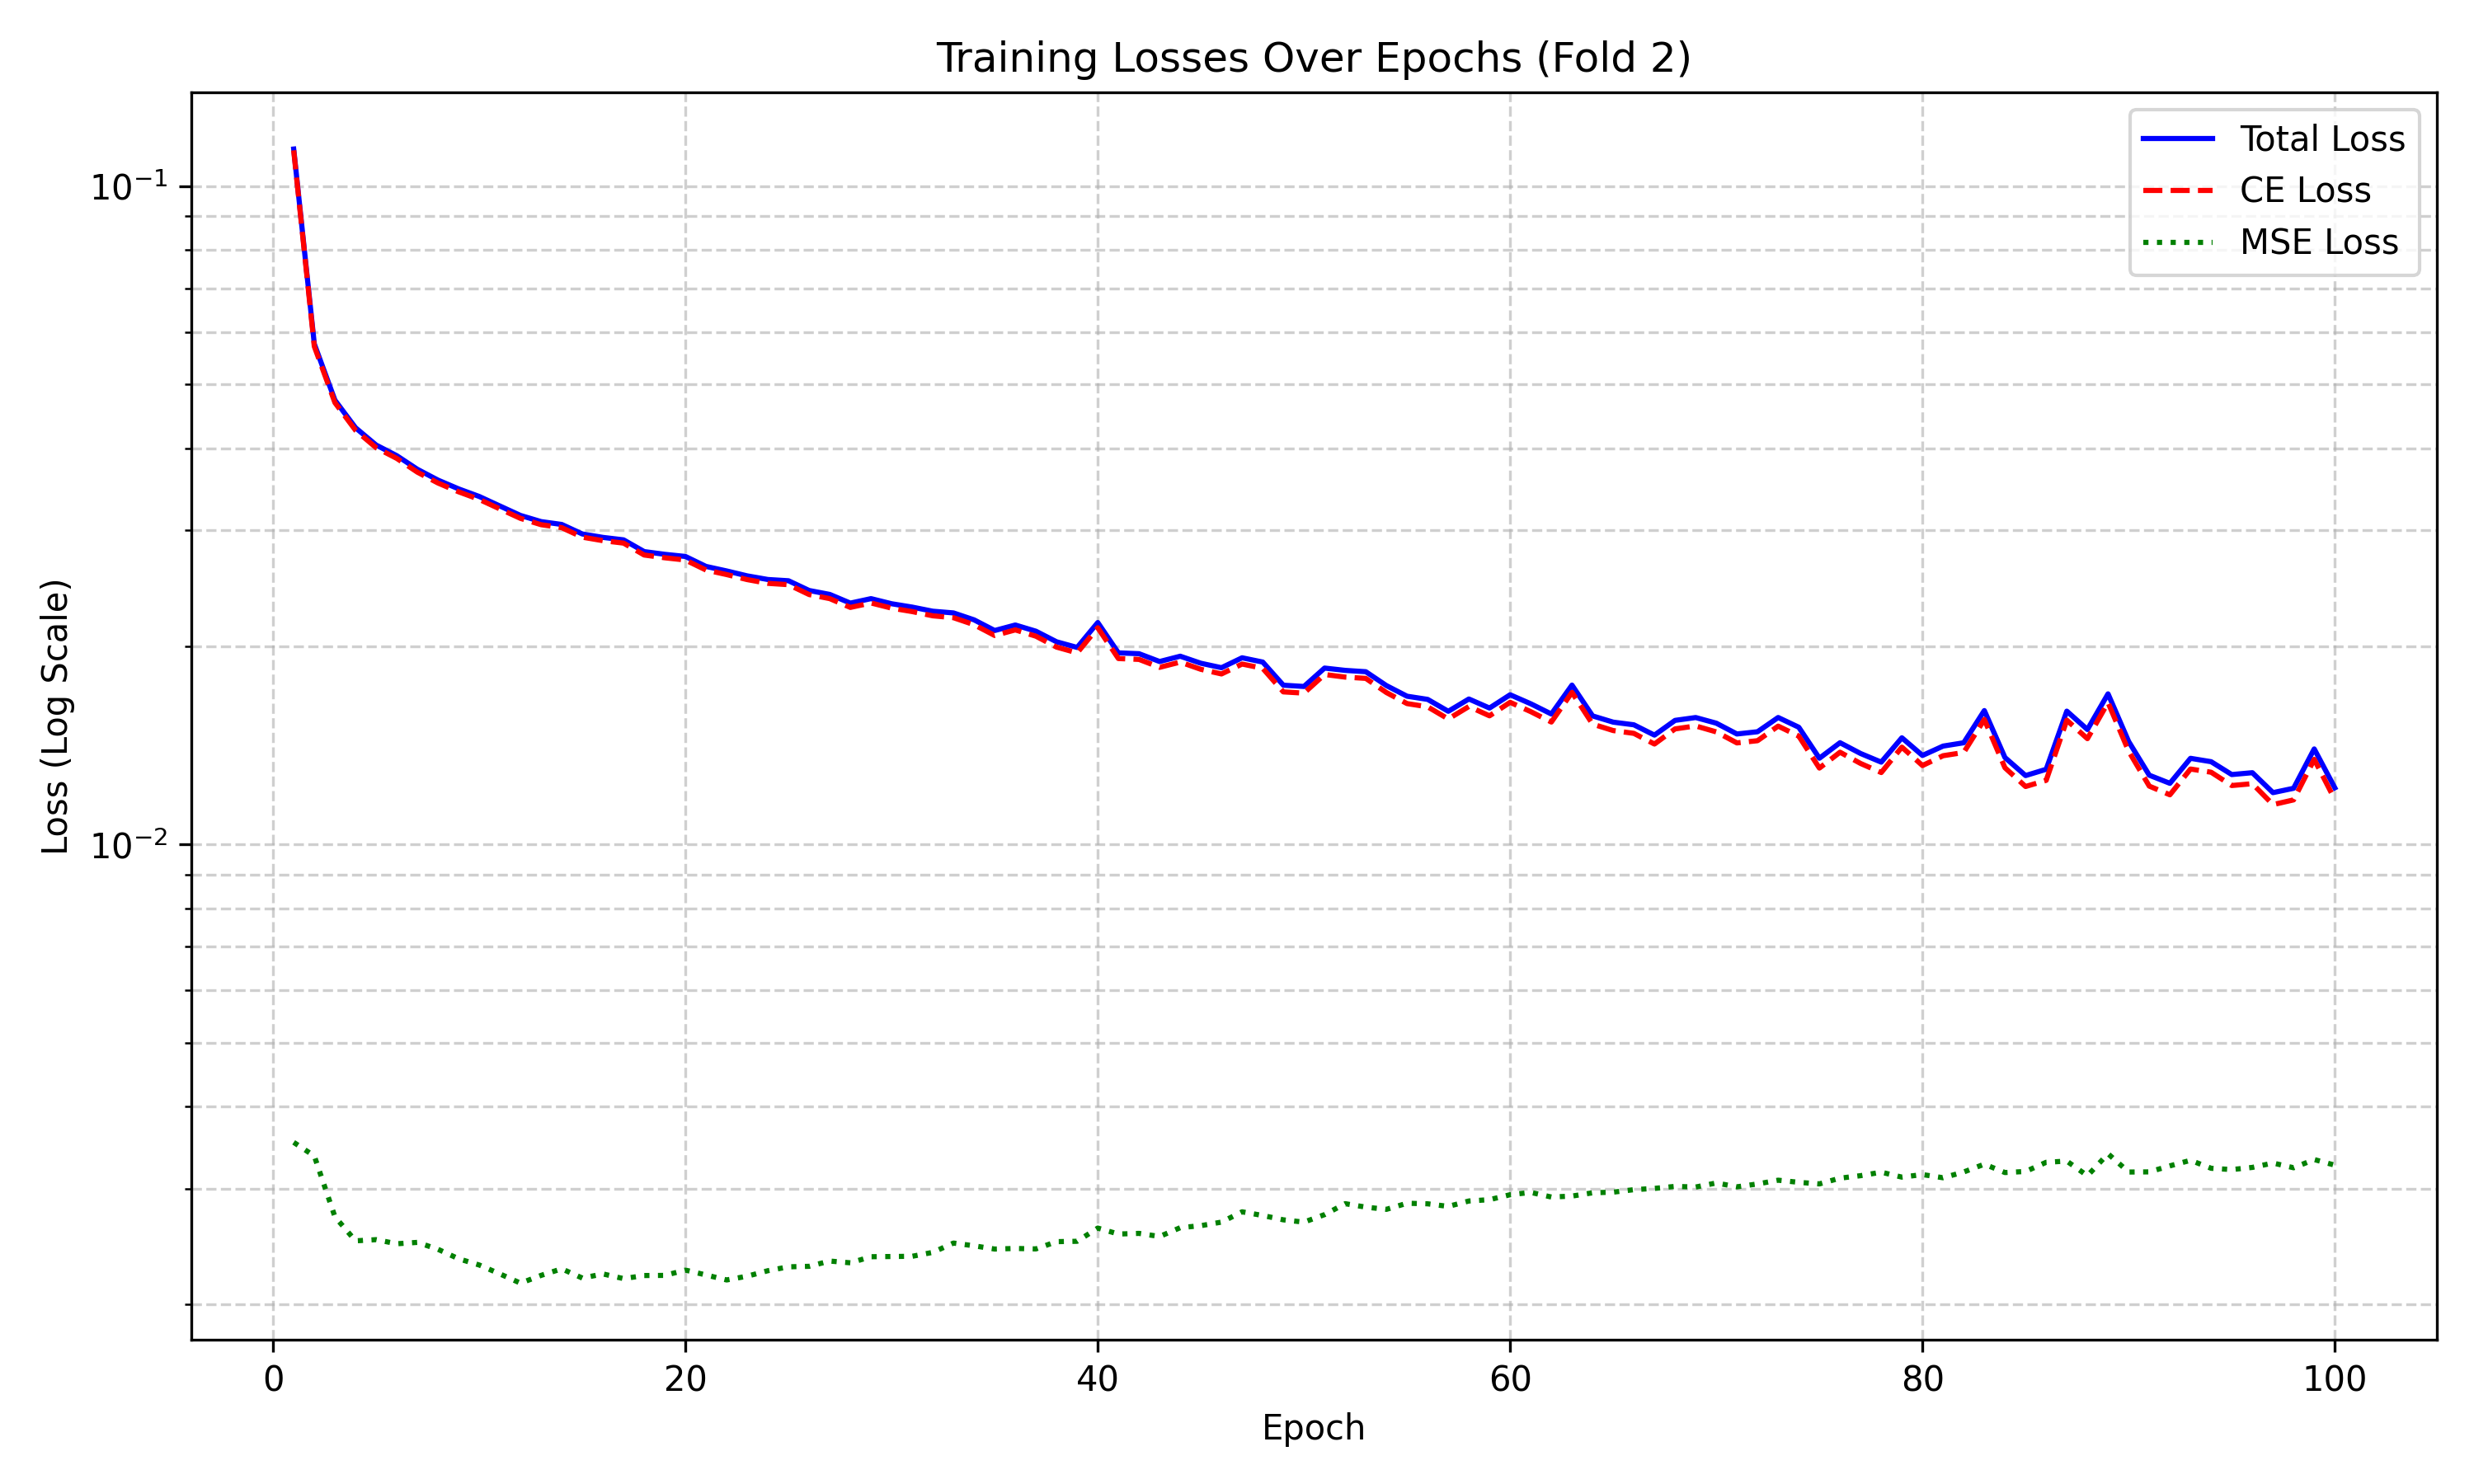 Training Losses Over Epochs (Fold 2)
Total Loss
CE Loss
MSE Loss
Loss (Log Scale)
10⁻¹
10⁻²
0 20 40 60 80 100
Epoch